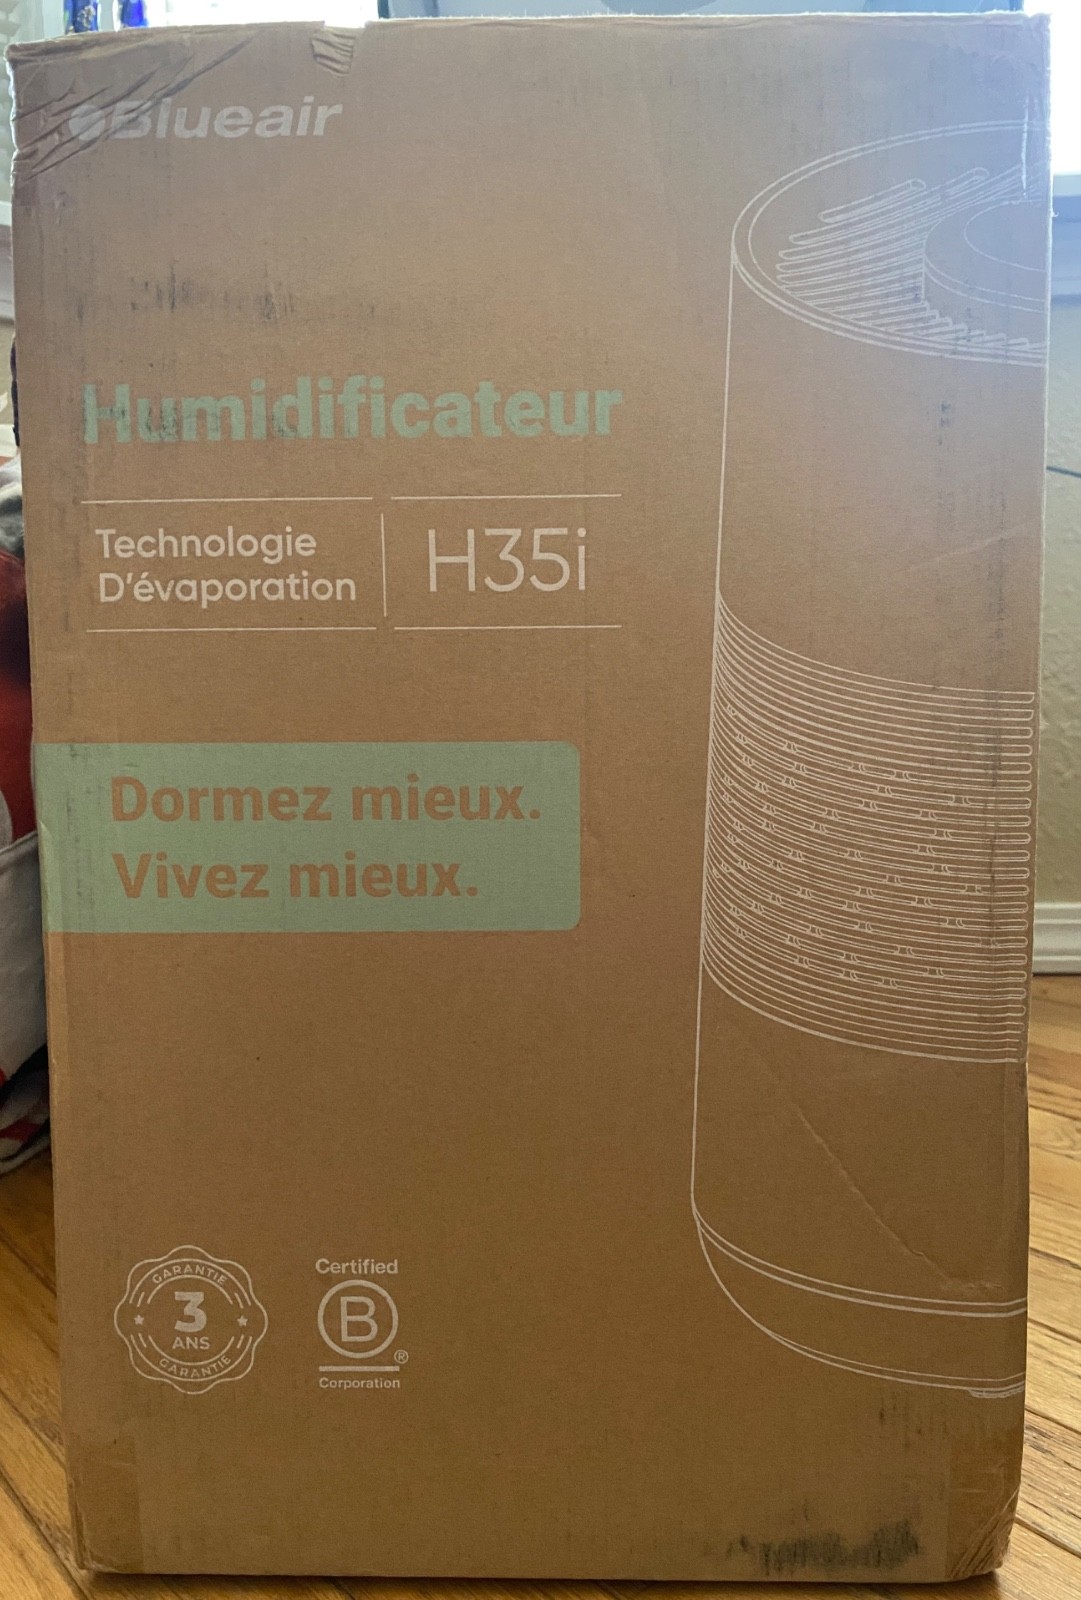 Blueair
Humidificateur
Technologie
D'évaporation
H35i
Dormez mieux.
Vivez mieux.
GARANTIE
3
ANS
GARANTIE
Certified
B
®
Corporation